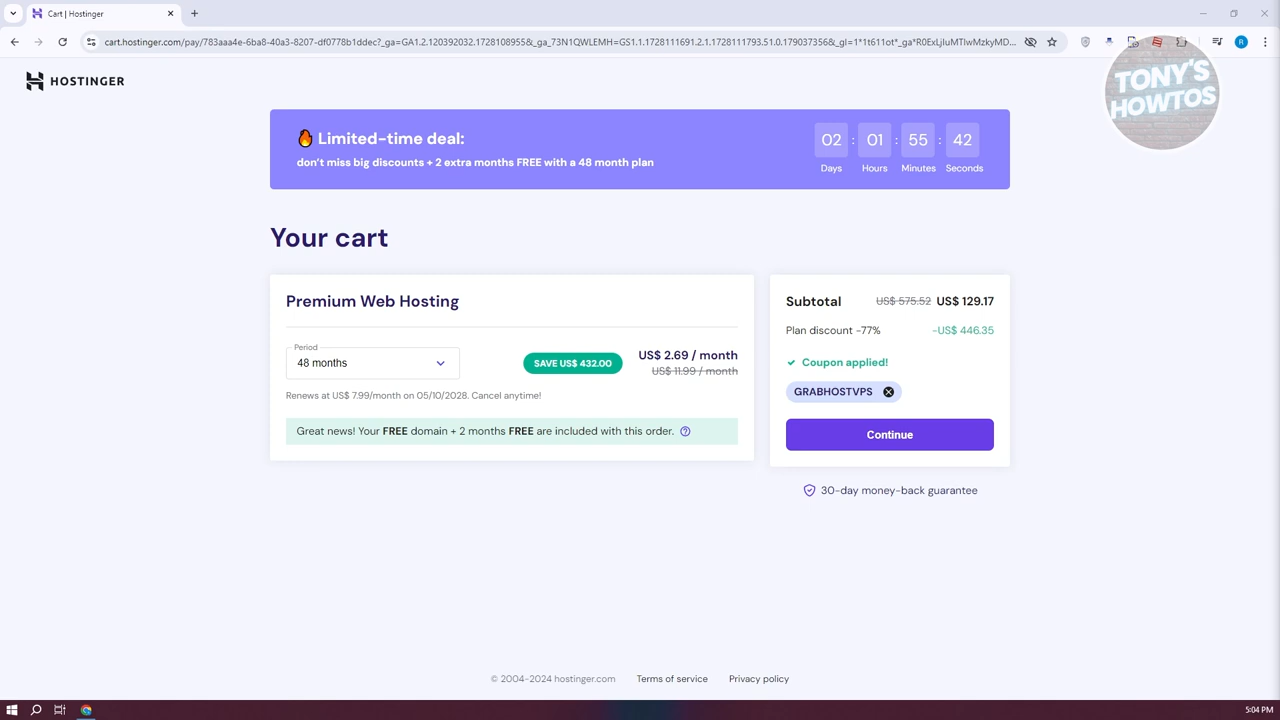 Cart | Hostinger
cart.hostinger.com/pay/783aaa4e-6ba8-40a3-8207-df0778b1ddec?_ga=GA1.2.120392032.1728108955&_ga_73N1QWLEMH=GS1.1.1728111691.2.1.1728111793.51.0.179037356&_gl=1*1t611ot*_ga*R0ExLjIuMTIwMzkyMD...
R
HOSTINGER
TONY'S
HOWTOS
🔥 Limited-time deal:
don't miss big discounts + 2 extra months FREE with a 48 month plan
02 : 01 : 55 : 42
Days Hours Minutes Seconds
Your cart
Premium Web Hosting
Period
48 months
SAVE US$ 432.00
US$ 2.69 / month
US$ 11.99 / month
Renews at US$ 7.99/month on 05/10/2028. Cancel anytime!
Great news! Your FREE domain + 2 months FREE are included with this order.
Subtotal US$ 575.52 US$ 129.17
Plan discount -77% -US$ 446.35
Coupon applied!
GRABHOSTVPS
Continue
30-day money-back guarantee
© 2004-2024 hostinger.com Terms of service Privacy policy
5:04 PM